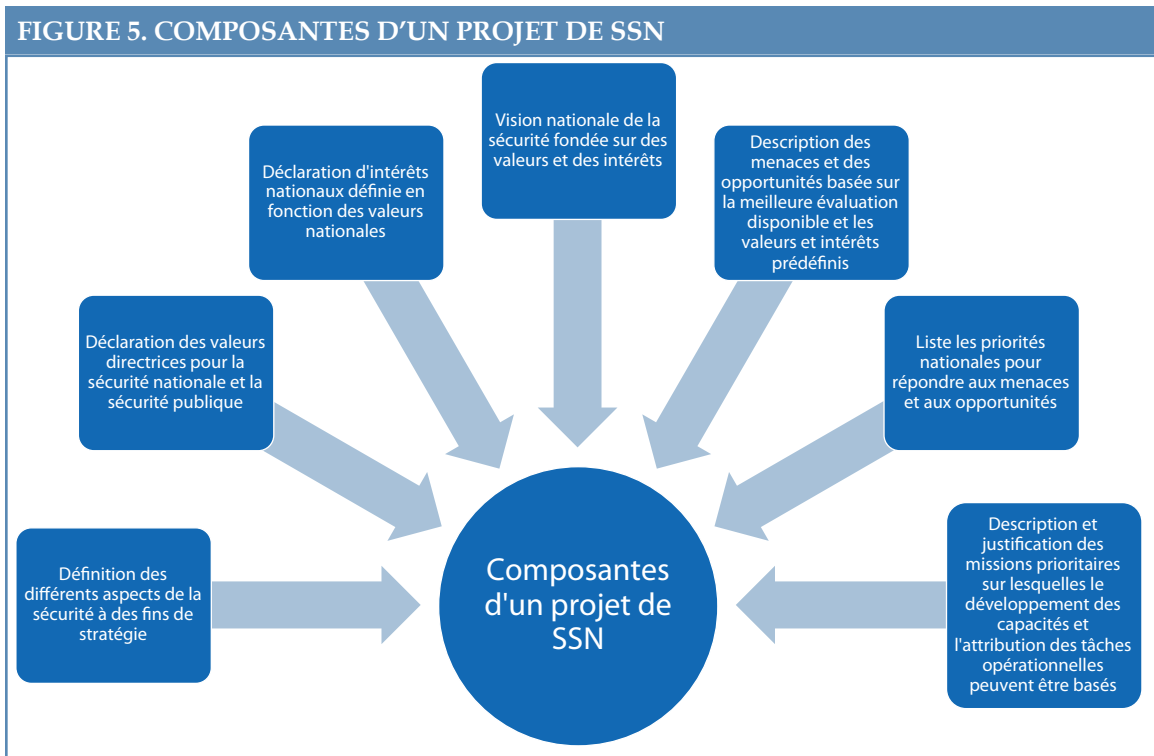 FIGURE 5. COMPOSANTES D'UN PROJET DE SSN
Vision nationale de la
sécurité fondée sur des
valeurs et des intérêts
Déclaration d'intérêts
nationaux définie en
fonction des valeurs
nationales
Description des
menaces et des
opportunités basée sur
la meilleure évaluation
disponible et les
valeurs et intérêts
prédéfinis
Déclaration des valeurs
directrices pour la
sécurité nationale et la
sécurité publique
Liste les priorités
nationales pour
répondre aux menaces
et aux opportunités
Définition des
différents aspects de la
sécurité à des fins de
stratégie
Composantes
d'un projet de
SSN
Description et
justification des
missions prioritaires
sur lesquelles le
développement des
capacités et
l'attribution des tâches
opérationnelles
peuvent être basés